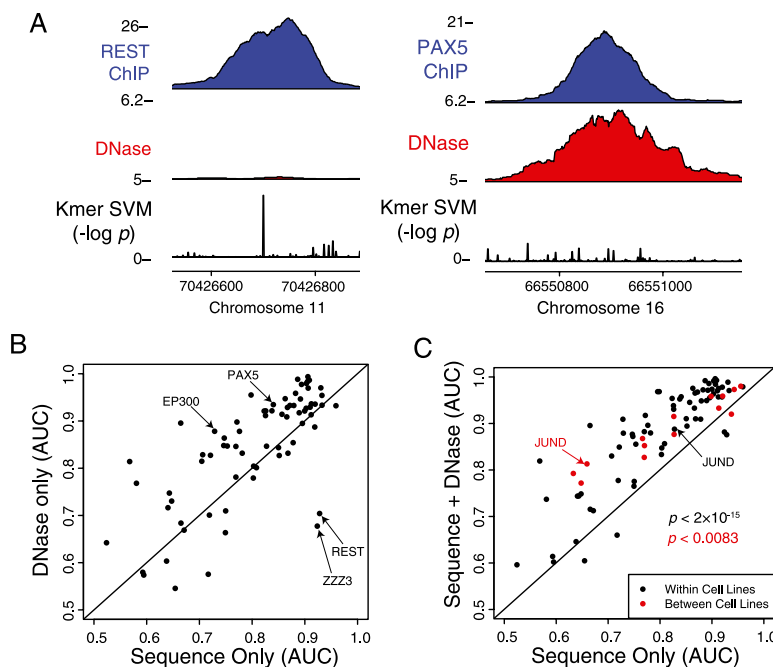 A
26
REST
ChIP
6.2
DNase
5
Kmer SVM
(-log p)
0
70426600 70426800
Chromosome 11
21
PAX5
ChIP
6.2
DNase
5
Kmer SVM
(-log p)
0
66550800 66551000
Chromosome 16
B
DNase only (AUC)
1.0
0.9
0.8
0.7
0.6
0.5
PAX5
EP300
REST
ZZZ3
0.5 0.6 0.7 0.8 0.9 1.0
Sequence Only (AUC)
C
Sequence + DNase (AUC)
1.0
0.9
0.8
0.7
0.6
0.5
JUND
JUND
p < 2×10-15
p < 0.0083
Within Cell Lines
Between Cell Lines
0.5 0.6 0.7 0.8 0.9 1.0
Sequence Only (AUC)